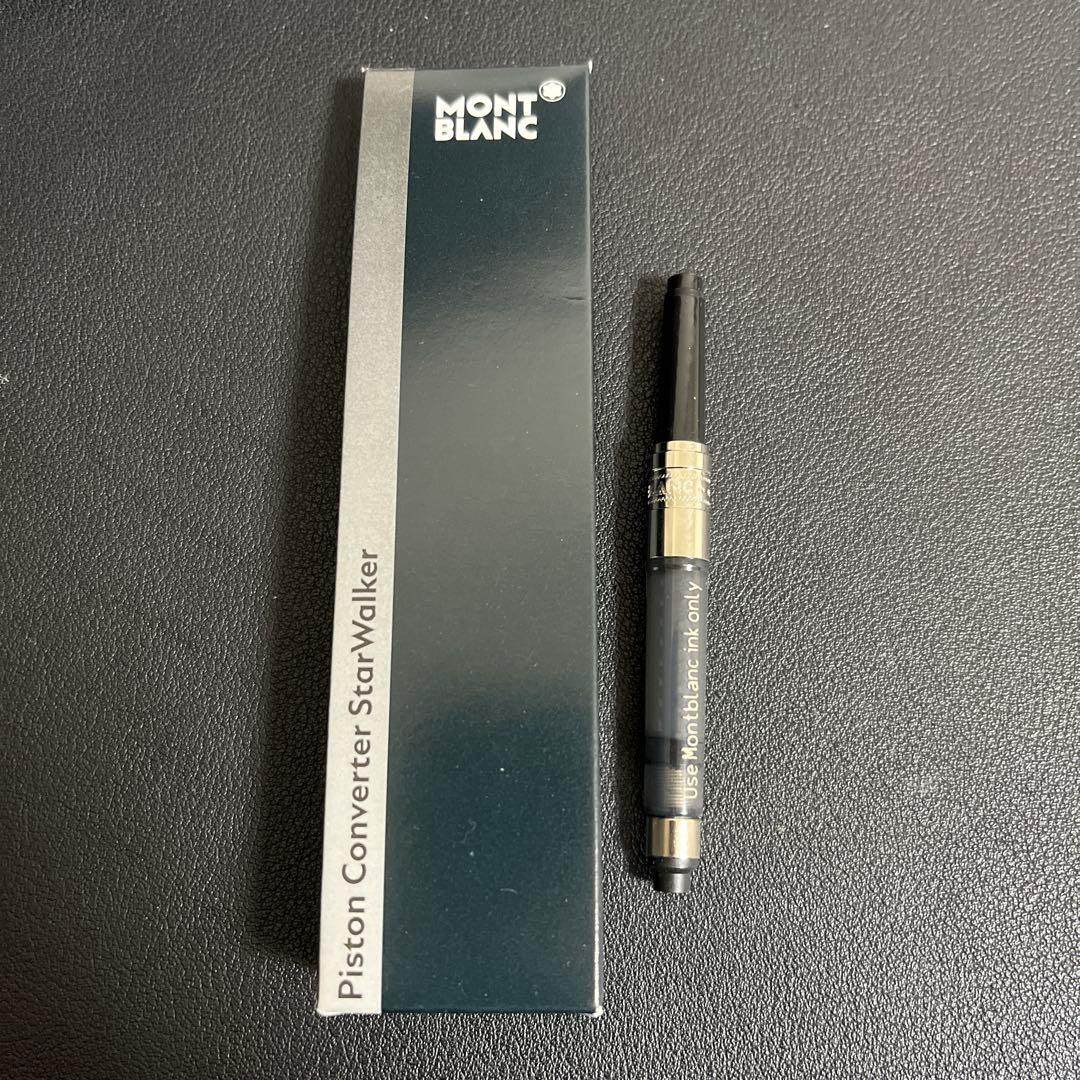 MONT
BLANC
Piston Converter StarWalker
Use Montblanc ink only